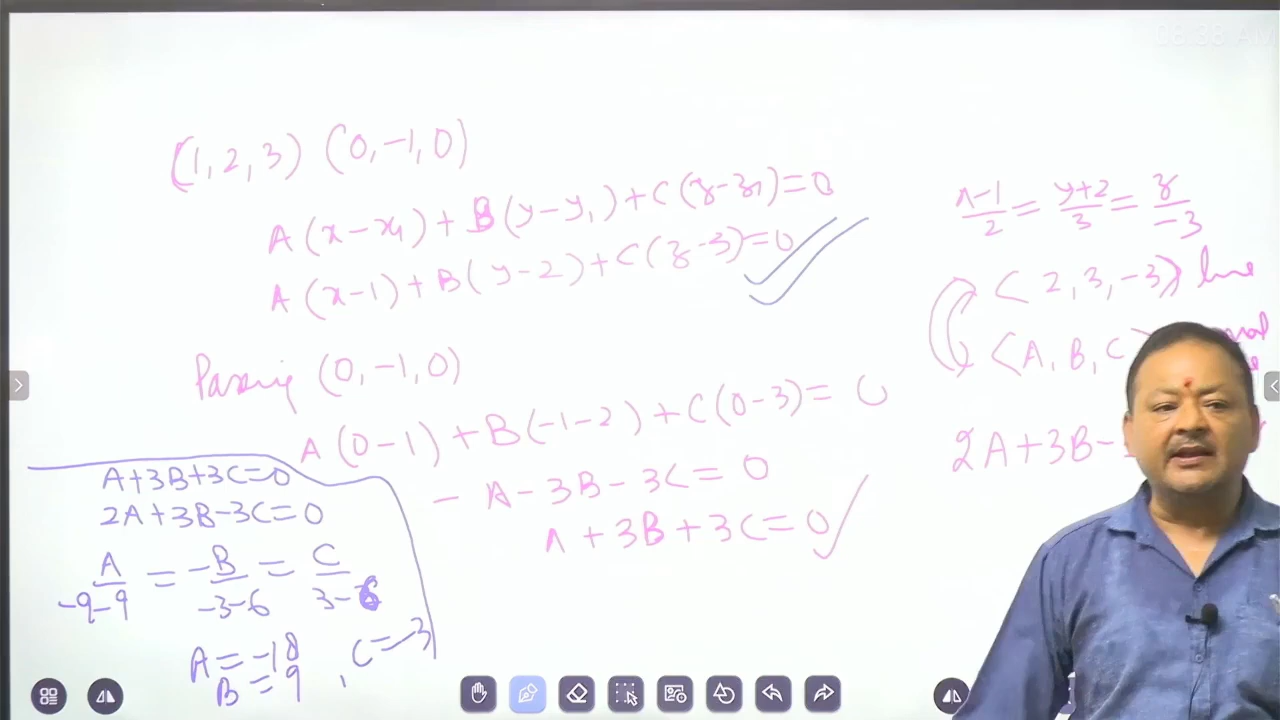 08:38 AM
(1, 2, 3) (0, -1, 0)
A(x-x₁) + B(y-y₁) + C(z-z₁) = 0
A(x-1) + B(y-2) + C(z-3) = 0
Passing (0, -1, 0)
A(0-1) + B(-1-2) + C(0-3) = 0
- A - 3B - 3C = 0
A + 3B + 3C = 0
A+3B+3C=0
2A+3B-3C=0
A/-9-9 = -B/-3-6 = C/3-6
A = -18
B = 9, C = -3
x-1/2 = y+2/3 = z/-3
< 2, 3, -3 > line
< A, B, C
2A+3B-